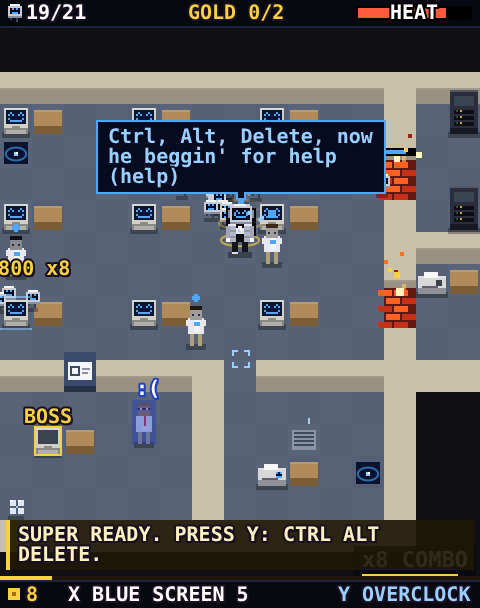 19/21 GOLD 0/2 HEAT
Ctrl, Alt, Delete, now
he beggin' for help
(help)
800 x8
:(
BOSS
SUPER READY. PRESS Y: CTRL ALT
DELETE.
x8 COMBO
8 X BLUE SCREEN 5 Y OVERCLOCK